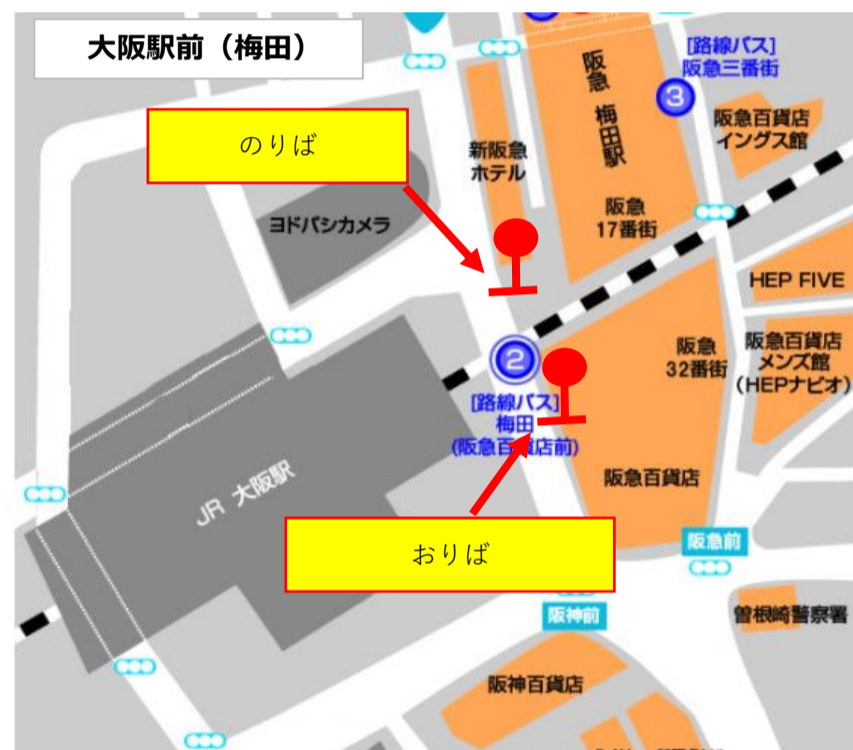 大阪駅前（梅田）
[路線バス]
阪急三番街
3
阪急 梅田駅
阪急百貨店
イングス館
のりば
新阪急
ホテル
ヨドバシカメラ
阪急
17番街
HEP FIVE
2
阪急
32番街
阪急百貨店
メンズ館
(HEPナビオ)
[路線バス]
梅田
(阪急百貨店前)
阪急百貨店
JR 大阪駅
おりば
阪急前
阪神前
曽根崎警察署
阪神百貨店